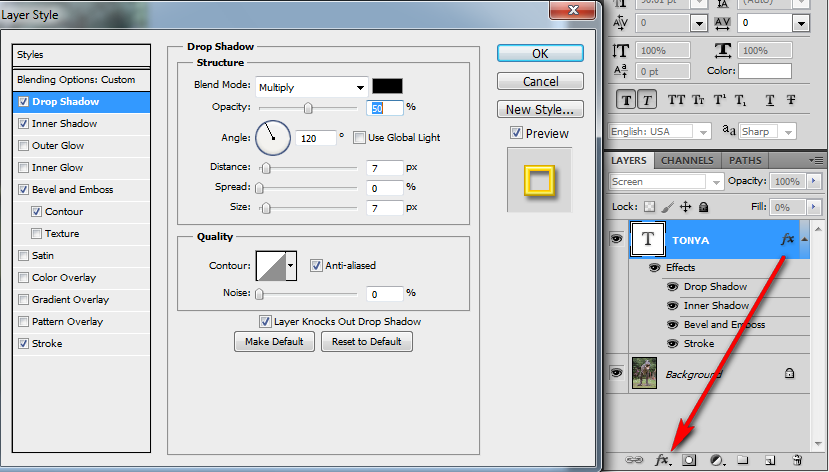 Layer Style
Styles
Blending Options: Custom
Drop Shadow
Inner Shadow
Outer Glow
Inner Glow
Bevel and Emboss
Contour
Texture
Satin
Color Overlay
Gradient Overlay
Pattern Overlay
Stroke
Drop Shadow
Structure
Blend Mode: Multiply
Opacity: 50 %
Angle: 120 ° Use Global Light
Distance: 7 px
Spread: 0 %
Size: 7 px
Quality
Contour: Anti-aliased
Noise: 0 %
Layer Knocks Out Drop Shadow
Make Default Reset to Default
OK
Cancel
New Style...
Preview
(Auto)
AV 0 AV 0
IT 100% T 100%
Aa 0 pt Color:
T T TT Tr T¹ T₁ T T
English: USA aa Sharp
LAYERS CHANNELS PATHS
Screen Opacity: 100%
Lock: Fill: 0%
T TONYA fx
Effects
Drop Shadow
Inner Shadow
Bevel and Emboss
Stroke
Background
fx